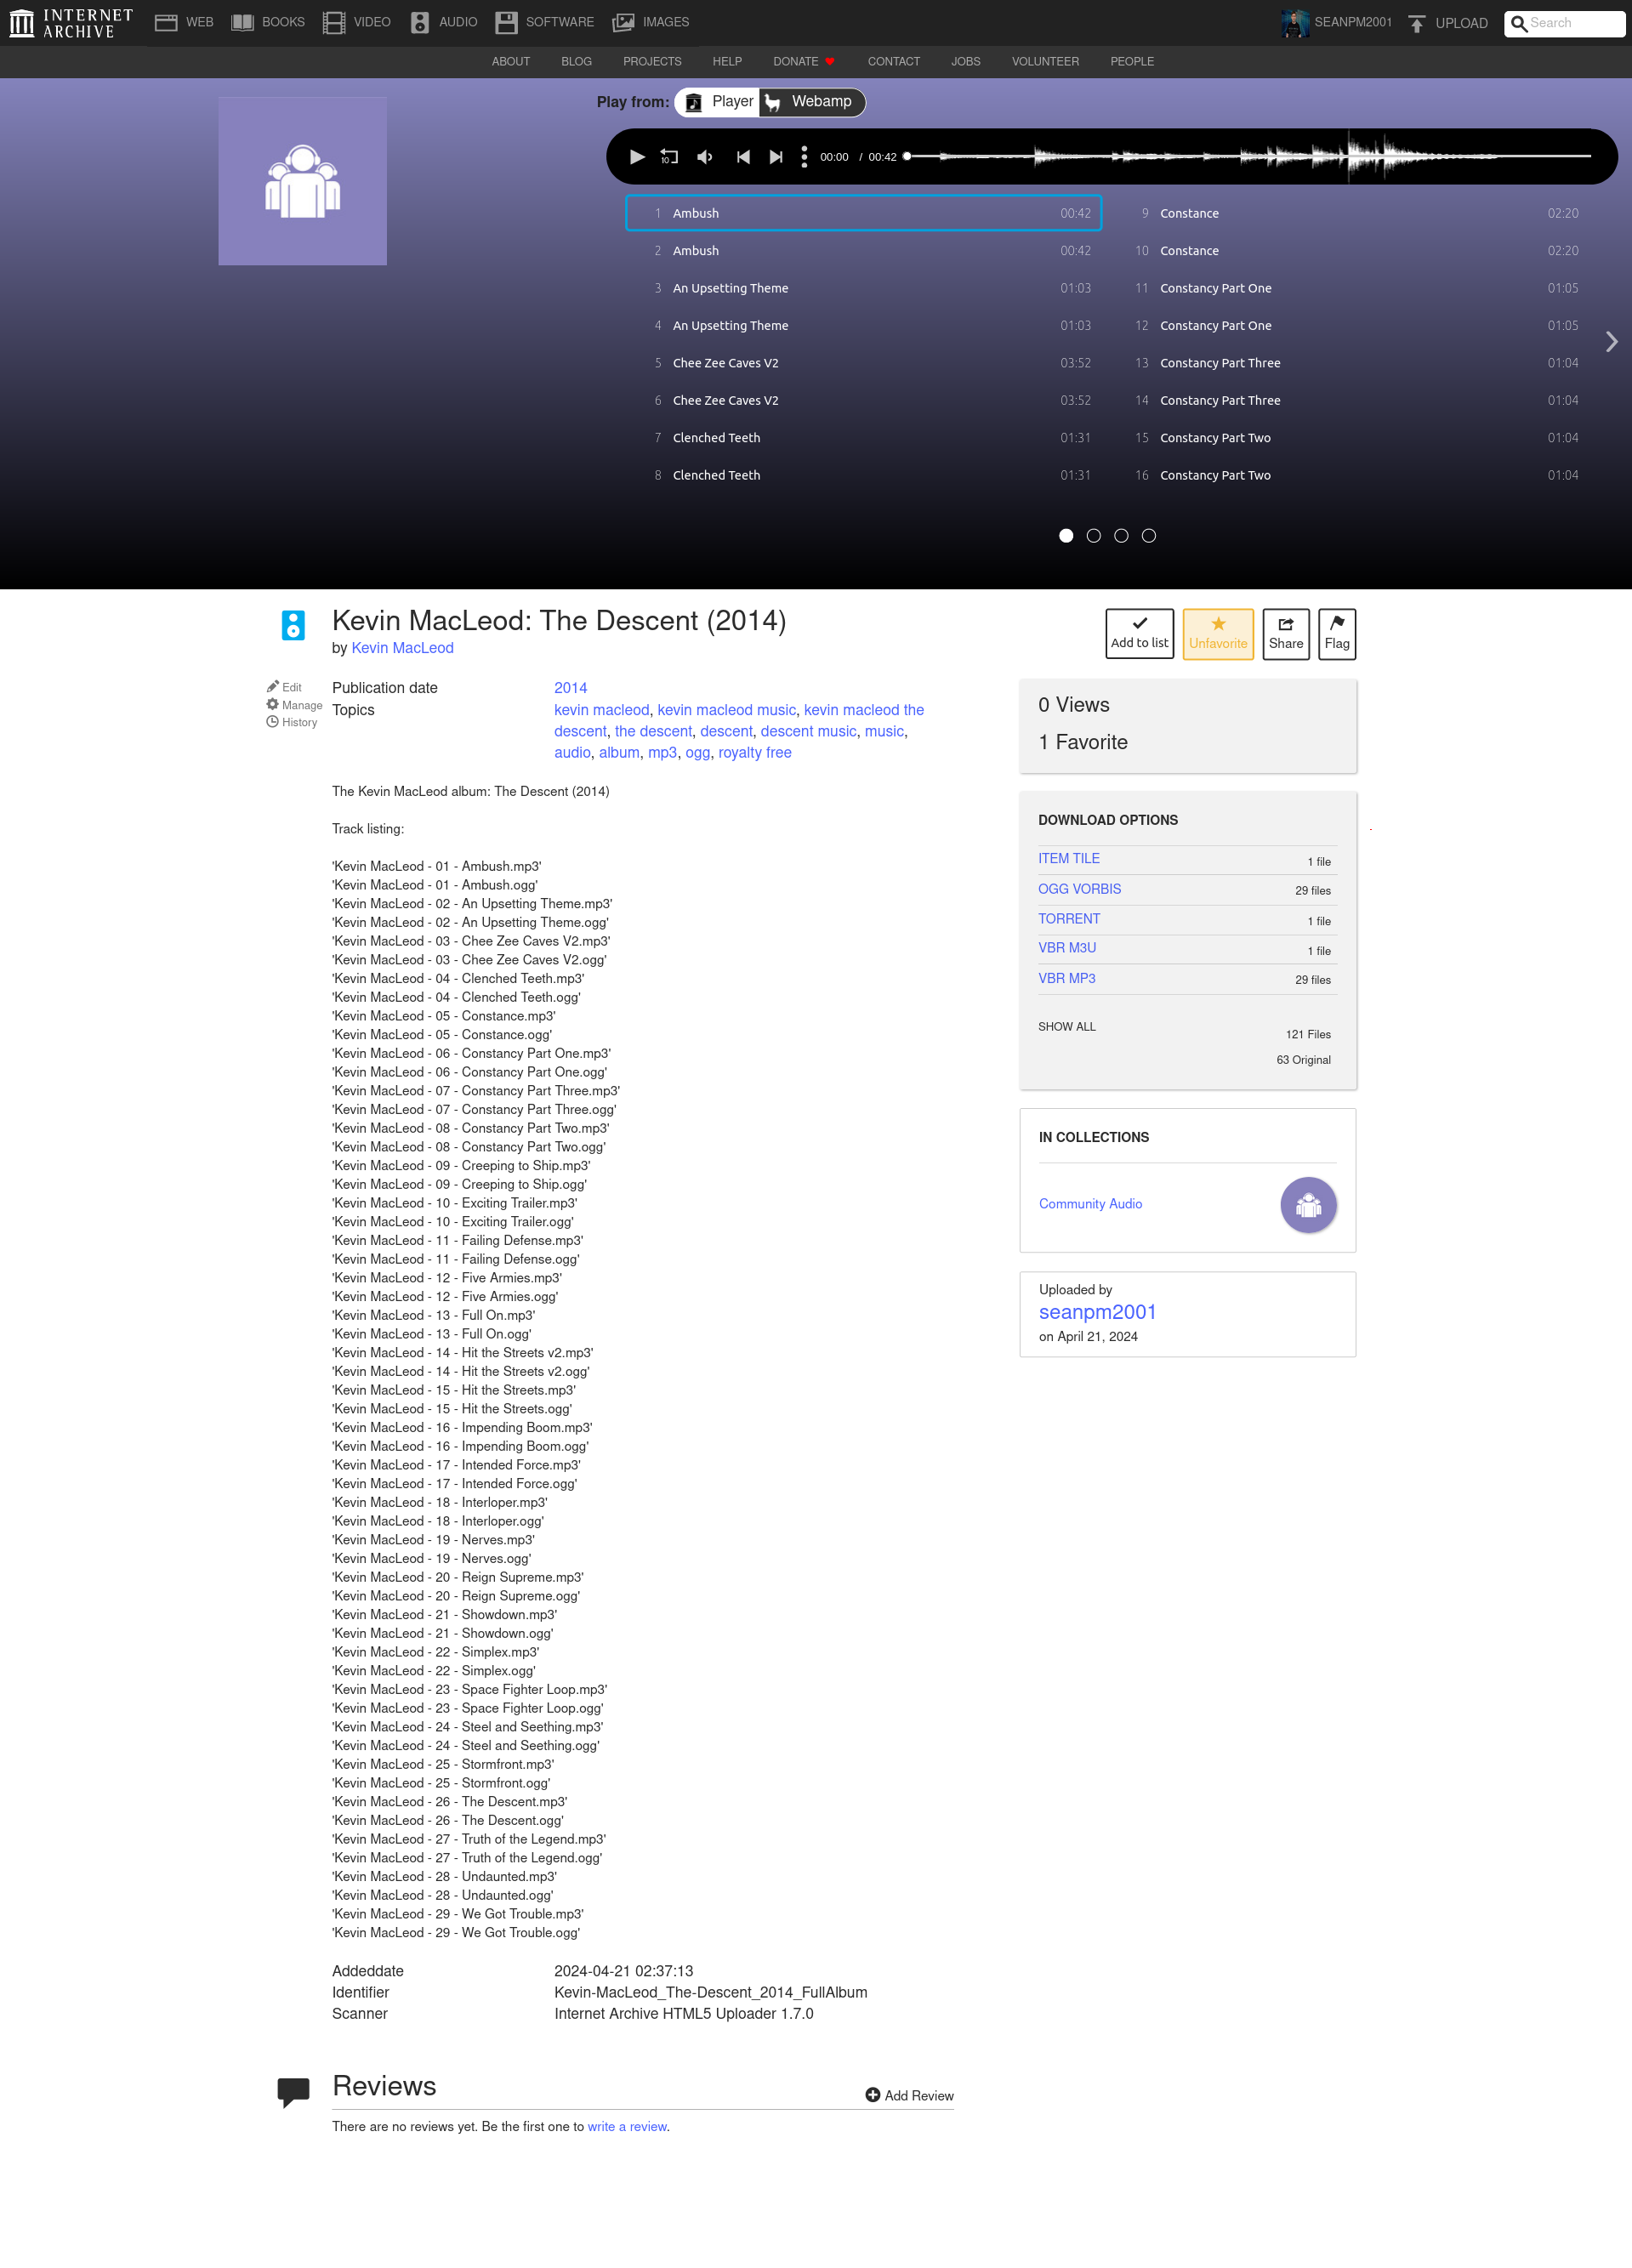 INTERNET ARCHIVE
WEB BOOKS VIDEO AUDIO SOFTWARE IMAGES SEANPM2001 UPLOAD Search
ABOUT BLOG PROJECTS HELP DONATE CONTACT JOBS VOLUNTEER PEOPLE
Play from: Player Webamp
10 00:00 / 00:42
1 Ambush 00:42
2 Ambush 00:42
3 An Upsetting Theme 01:03
4 An Upsetting Theme 01:03
5 Chee Zee Caves V2 03:52
6 Chee Zee Caves V2 03:52
7 Clenched Teeth 01:31
8 Clenched Teeth 01:31
9 Constance 02:20
10 Constance 02:20
11 Constancy Part One 01:05
12 Constancy Part One 01:05
13 Constancy Part Three 01:04
14 Constancy Part Three 01:04
15 Constancy Part Two 01:04
16 Constancy Part Two 01:04
Kevin MacLeod: The Descent (2014)
by Kevin MacLeod
Add to list Unfavorite Share Flag
Edit
Manage
History
Publication date 2014
Topics kevin macleod, kevin macleod music, kevin macleod the
descent, the descent, descent, descent music, music,
audio, album, mp3, ogg, royalty free
The Kevin MacLeod album: The Descent (2014)
Track listing:
'Kevin MacLeod - 01 - Ambush.mp3'
'Kevin MacLeod - 01 - Ambush.ogg'
'Kevin MacLeod - 02 - An Upsetting Theme.mp3'
'Kevin MacLeod - 02 - An Upsetting Theme.ogg'
'Kevin MacLeod - 03 - Chee Zee Caves V2.mp3'
'Kevin MacLeod - 03 - Chee Zee Caves V2.ogg'
'Kevin MacLeod - 04 - Clenched Teeth.mp3'
'Kevin MacLeod - 04 - Clenched Teeth.ogg'
'Kevin MacLeod - 05 - Constance.mp3'
'Kevin MacLeod - 05 - Constance.ogg'
'Kevin MacLeod - 06 - Constancy Part One.mp3'
'Kevin MacLeod - 06 - Constancy Part One.ogg'
'Kevin MacLeod - 07 - Constancy Part Three.mp3'
'Kevin MacLeod - 07 - Constancy Part Three.ogg'
'Kevin MacLeod - 08 - Constancy Part Two.mp3'
'Kevin MacLeod - 08 - Constancy Part Two.ogg'
'Kevin MacLeod - 09 - Creeping to Ship.mp3'
'Kevin MacLeod - 09 - Creeping to Ship.ogg'
'Kevin MacLeod - 10 - Exciting Trailer.mp3'
'Kevin MacLeod - 10 - Exciting Trailer.ogg'
'Kevin MacLeod - 11 - Failing Defense.mp3'
'Kevin MacLeod - 11 - Failing Defense.ogg'
'Kevin MacLeod - 12 - Five Armies.mp3'
'Kevin MacLeod - 12 - Five Armies.ogg'
'Kevin MacLeod - 13 - Full On.mp3'
'Kevin MacLeod - 13 - Full On.ogg'
'Kevin MacLeod - 14 - Hit the Streets v2.mp3'
'Kevin MacLeod - 14 - Hit the Streets v2.ogg'
'Kevin MacLeod - 15 - Hit the Streets.mp3'
'Kevin MacLeod - 15 - Hit the Streets.ogg'
'Kevin MacLeod - 16 - Impending Boom.mp3'
'Kevin MacLeod - 16 - Impending Boom.ogg'
'Kevin MacLeod - 17 - Intended Force.mp3'
'Kevin MacLeod - 17 - Intended Force.ogg'
'Kevin MacLeod - 18 - Interloper.mp3'
'Kevin MacLeod - 18 - Interloper.ogg'
'Kevin MacLeod - 19 - Nerves.mp3'
'Kevin MacLeod - 19 - Nerves.ogg'
'Kevin MacLeod - 20 - Reign Supreme.mp3'
'Kevin MacLeod - 20 - Reign Supreme.ogg'
'Kevin MacLeod - 21 - Showdown.mp3'
'Kevin MacLeod - 21 - Showdown.ogg'
'Kevin MacLeod - 22 - Simplex.mp3'
'Kevin MacLeod - 22 - Simplex.ogg'
'Kevin MacLeod - 23 - Space Fighter Loop.mp3'
'Kevin MacLeod - 23 - Space Fighter Loop.ogg'
'Kevin MacLeod - 24 - Steel and Seething.mp3'
'Kevin MacLeod - 24 - Steel and Seething.ogg'
'Kevin MacLeod - 25 - Stormfront.mp3'
'Kevin MacLeod - 25 - Stormfront.ogg'
'Kevin MacLeod - 26 - The Descent.mp3'
'Kevin MacLeod - 26 - The Descent.ogg'
'Kevin MacLeod - 27 - Truth of the Legend.mp3'
'Kevin MacLeod - 27 - Truth of the Legend.ogg'
'Kevin MacLeod - 28 - Undaunted.mp3'
'Kevin MacLeod - 28 - Undaunted.ogg'
'Kevin MacLeod - 29 - We Got Trouble.mp3'
'Kevin MacLeod - 29 - We Got Trouble.ogg'
Addeddate 2024-04-21 02:37:13
Identifier Kevin-MacLeod_The-Descent_2014_FullAlbum
Scanner Internet Archive HTML5 Uploader 1.7.0
0 Views
1 Favorite
DOWNLOAD OPTIONS
ITEM TILE 1 file
OGG VORBIS 29 files
TORRENT 1 file
VBR M3U 1 file
VBR MP3 29 files
SHOW ALL 121 Files
63 Original
IN COLLECTIONS
Community Audio
Uploaded by
seanpm2001
on April 21, 2024
Reviews Add Review
There are no reviews yet. Be the first one to write a review.